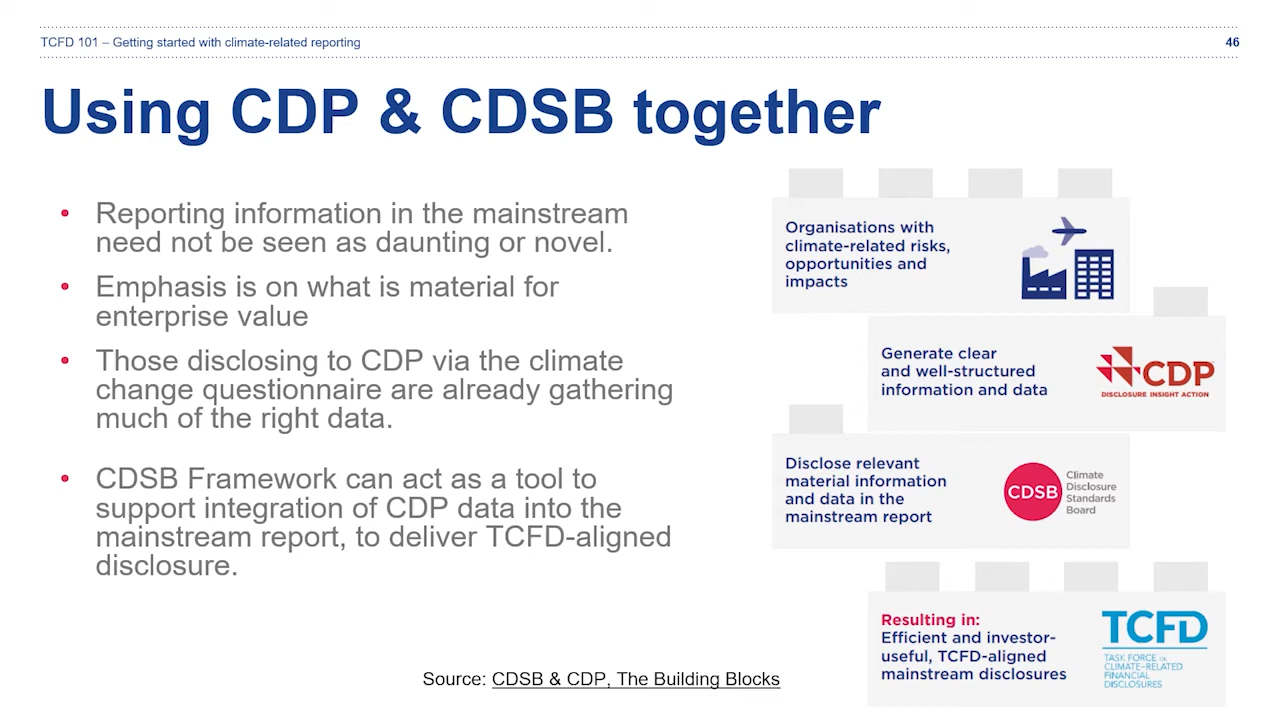 TCFD 101 – Getting started with climate-related reporting
46
Using CDP & CDSB together
• Reporting information in the mainstream
need not be seen as daunting or novel.
• Emphasis is on what is material for
enterprise value
• Those disclosing to CDP via the climate
change questionnaire are already gathering
much of the right data.
• CDSB Framework can act as a tool to
support integration of CDP data into the
mainstream report, to deliver TCFD-aligned
disclosure.
Organisations with
climate-related risks,
opportunities and
impacts
Generate clear
and well-structured
information and data
CDP
DISCLOSURE INSIGHT ACTION
Disclose relevant
material information
and data in the
mainstream report
CDSB
Climate
Disclosure
Standards
Board
Resulting in:
Efficient and investor-
useful, TCFD-aligned
mainstream disclosures
TCFD
TASK FORCE ON
CLIMATE-RELATED
FINANCIAL
DISCLOSURES
Source: CDSB & CDP, The Building Blocks